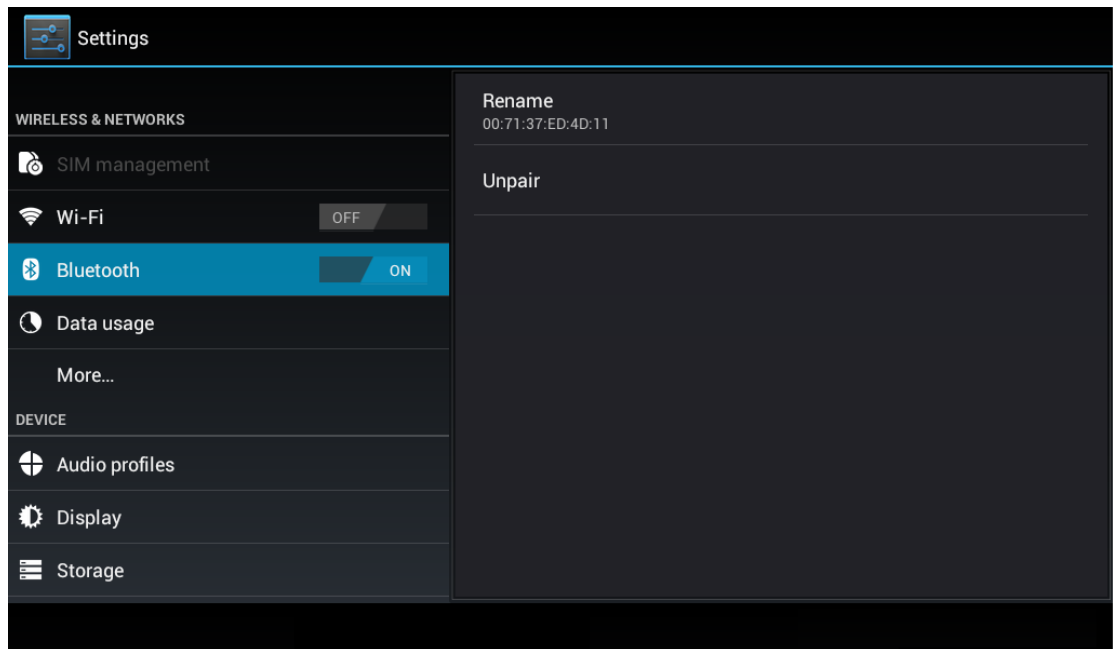 Settings
WIRELESS & NETWORKS
SIM management
Wi-Fi
OFF
Bluetooth
ON
Data usage
More...
DEVICE
Audio profiles
Display
Storage
Rename
00:71:37:ED:4D:11
Unpair